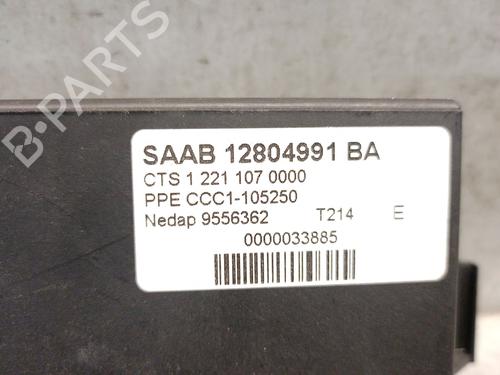 SAAB 12804991 BA
CTS 1 221 107 0000
PPE CCC1-105250
Nedap 9556362 T214 E
0000033885
B-PARTS